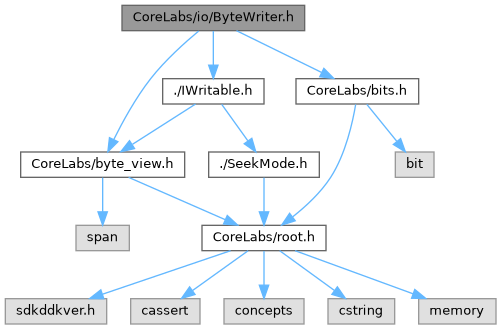 CoreLabs/io/ByteWriter.h
./IWritable.h
CoreLabs/bits.h
CoreLabs/byte_view.h
./SeekMode.h
bit
span
CoreLabs/root.h
sdkddkver.h
cassert
concepts
cstring
memory